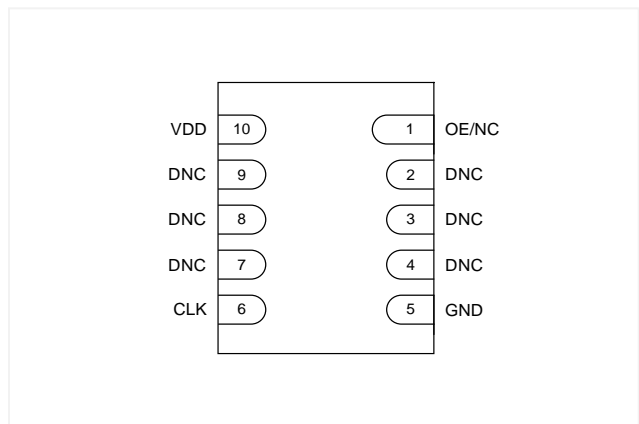 VDD 10 1 OE/NC
DNC 9 2 DNC
DNC 8 3 DNC
DNC 7 4 DNC
CLK 6 5 GND